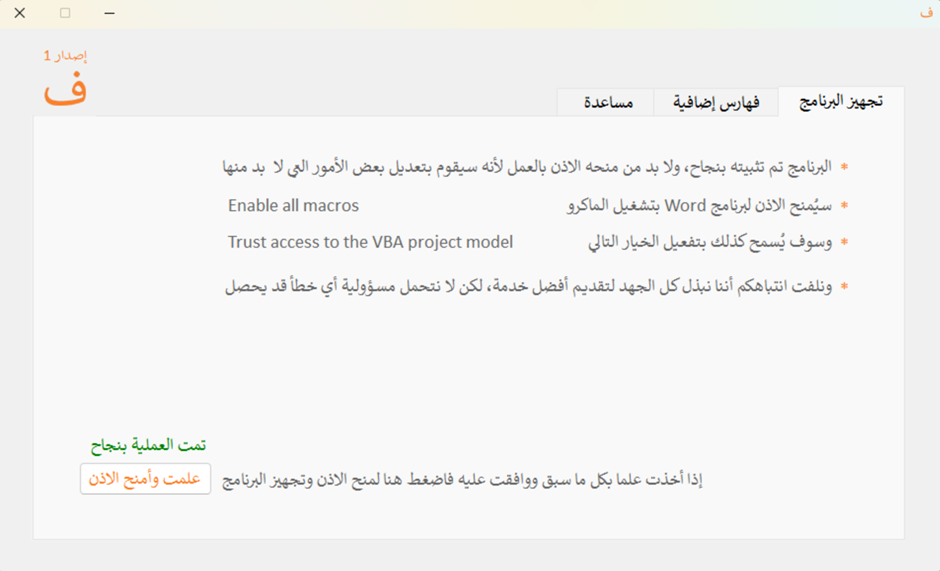 ف
إصدار 1
ف
تجهيز البرنامج
فهارس إضافية
مساعدة
* البرنامج تم تثبيته بنجاح، ولا بد من منحه الاذن بالعمل لأنه سيقوم بتعديل بعض الأمور التي لا بد منها
* سيُمنح الاذن لبرنامج Word بتشغيل الماكرو Enable all macros
* وسوف يُسمح كذلك بتفعيل الخيار التالي Trust access to the VBA project model
* ونلفت انتباهكم أننا نبذل كل الجهد لتقديم أفضل خدمة، لكن لا نتحمل مسؤولية أي خطأ قد يحصل
تمت العملية بنجاح
إذا أخذت علما بكل ما سبق ووافقت عليه فاضغط هنا لمنح الاذن وتجهيز البرنامج
علمت وأمنح الاذن